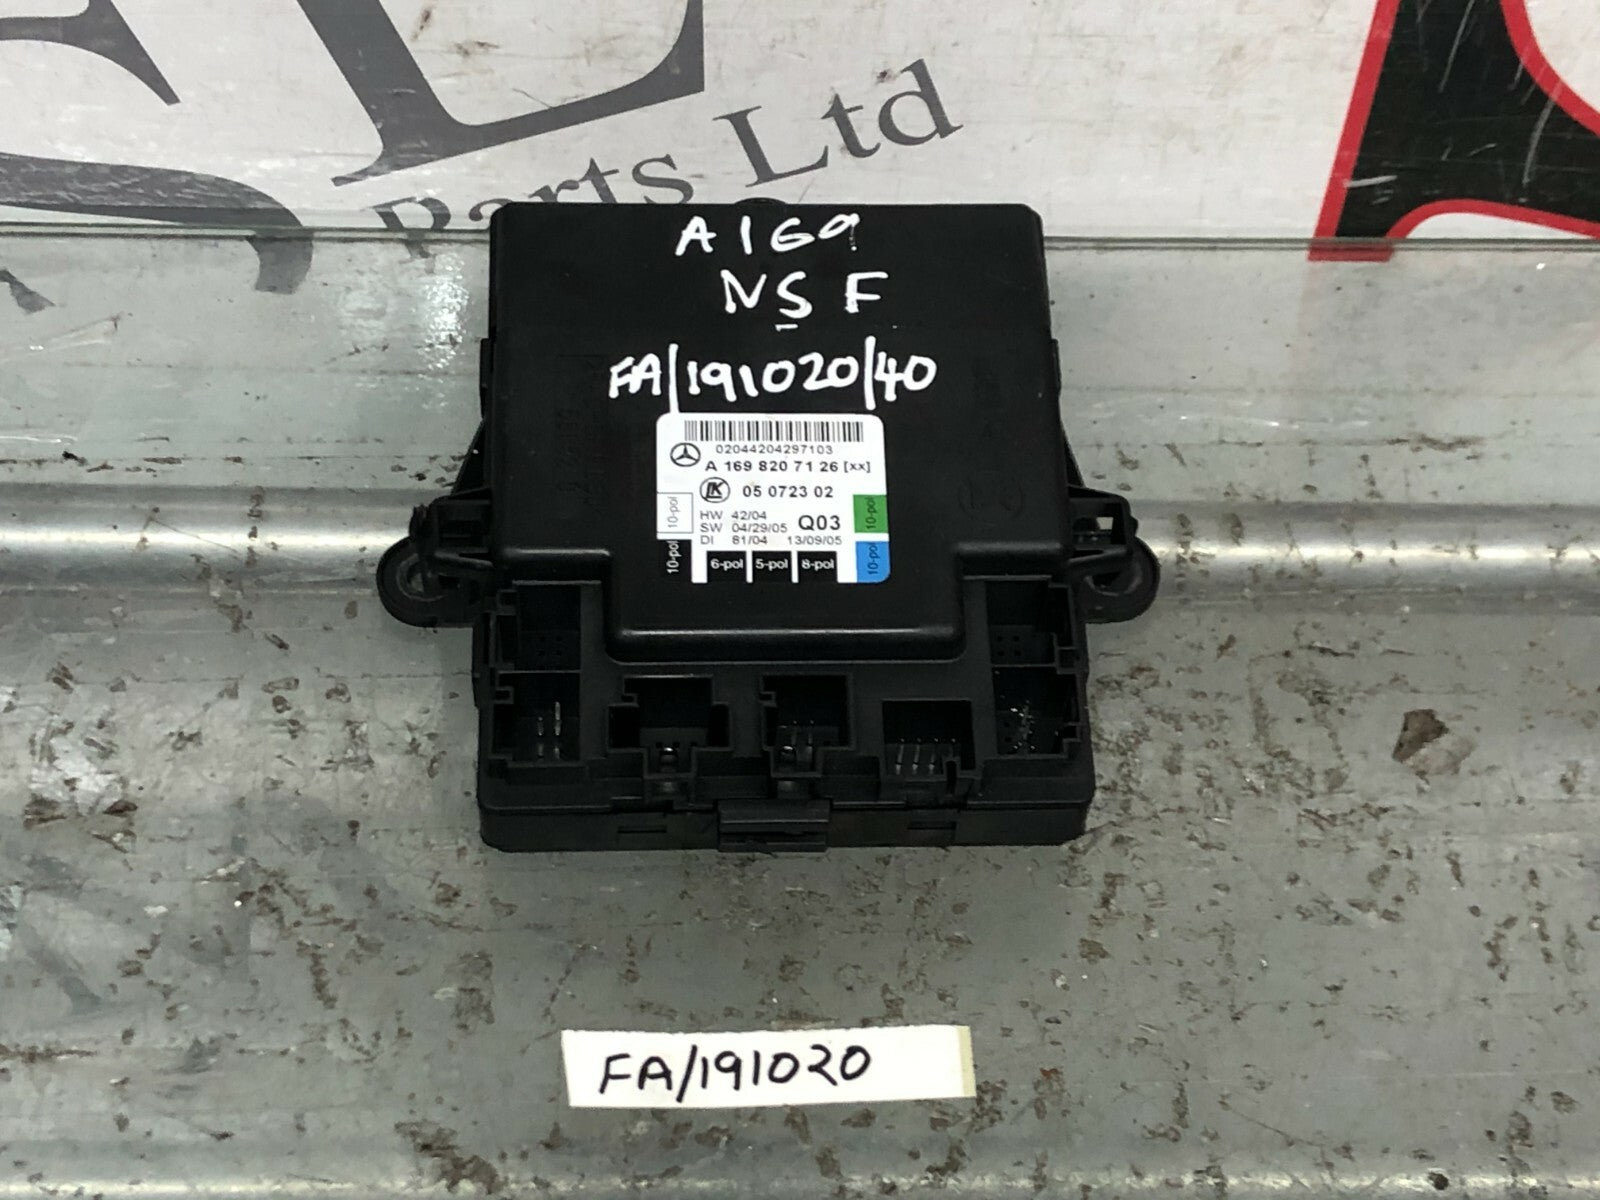 Parts Ltd
A169
NSF
FA/191020/40
02044204297103
A 169 820 71 26 [xx]
LK 05 0723 02
HW 42/04
SW 04/29/05 Q03
DI 81/04 13/09/05
10-pol
10-pol
10-pol
10-pol
6-pol 5-pol 8-pol
FA/191020